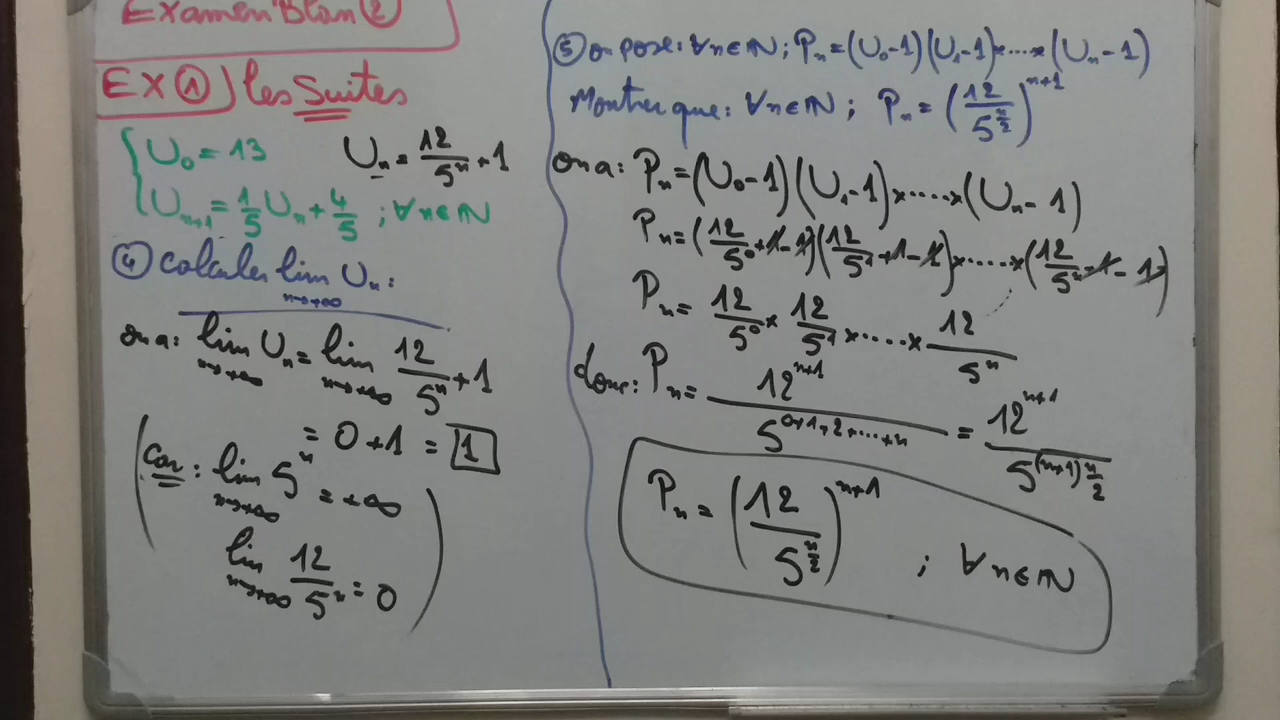 Examen Blanc ②
EX ① les Suites
U₀ = 13
Uₙ₊₁ = 1/5 Uₙ + 4/5 ; ∀n∈ℕ
Uₙ = 12/5ⁿ + 1
④ calculer lim Uₙ :
n→+∞
on a : lim Uₙ = lim 12/5ⁿ + 1
n→+∞ n→+∞
= 0 + 1 = 1
(Car : lim 5ⁿ = +∞
n→+∞
lim 12/5ⁿ = 0)
n→+∞
⑤ on pose : ∀n∈ℕ ; Pₙ = (U₀-1)(U₁-1)×....×(Uₙ-1)
Montrer que : ∀n∈ℕ ; Pₙ = (12/5^(n/2))^(n+1)
on a : Pₙ = (U₀-1)(U₁-1)×.....×(Uₙ-1)
Pₙ = (12/5⁰+1-1)(12/5¹+1-1)×.....×(12/5ⁿ+1-1)
Pₙ = 12/5⁰ × 12/5¹ ×.....× 12/5ⁿ
donc : Pₙ = 12^(n+1)/5^(0+1+2+....+n) = 12^(n+1)/5^((n+1)n/2)
Pₙ = (12/5^(n/2))^(n+1) ; ∀n∈ℕ